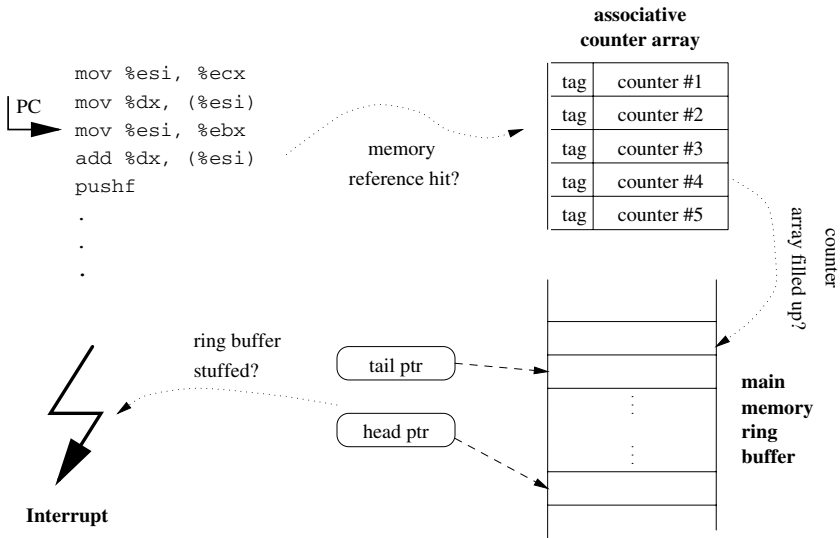 associative
counter array
mov %esi, %ecx
mov %dx, (%esi)
PC
mov %esi, %ebx
add %dx, (%esi)
pushf
.
.
.
memory
reference hit?
tag counter #1
tag counter #2
tag counter #3
tag counter #4
tag counter #5
counter
array filled up?
ring buffer
stuffed?
tail ptr
head ptr
main
memory
ring
buffer
Interrupt